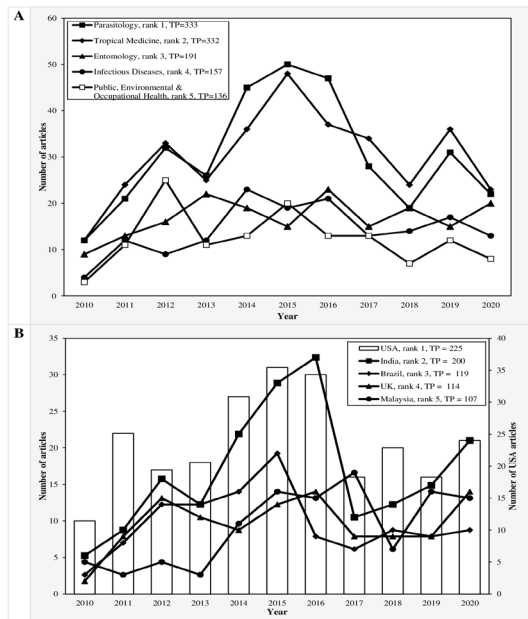 A
Parasitology, rank 1, TP=333
Tropical Medicine, rank 2, TP=332
Entomology, rank 3, TP=191
Infectious Diseases, rank 4, TP=157
Public, Environmental &
Occupational Health, rank 5, TP=136
60
50
40
30
20
10
0
Number of articles
2010 2011 2012 2013 2014 2015 2016 2017 2018 2019 2020
Year
B
USA, rank 1, TP = 225
India, rank 2, TP = 200
Brazil, rank 3, TP = 119
UK, rank 4, TP = 114
Malaysia, rank 5, TP = 107
35
30
25
20
15
10
5
0
Number of articles
40
35
30
25
20
15
10
5
0
Number of USA articles
2010 2011 2012 2013 2014 2015 2016 2017 2018 2019 2020
Year